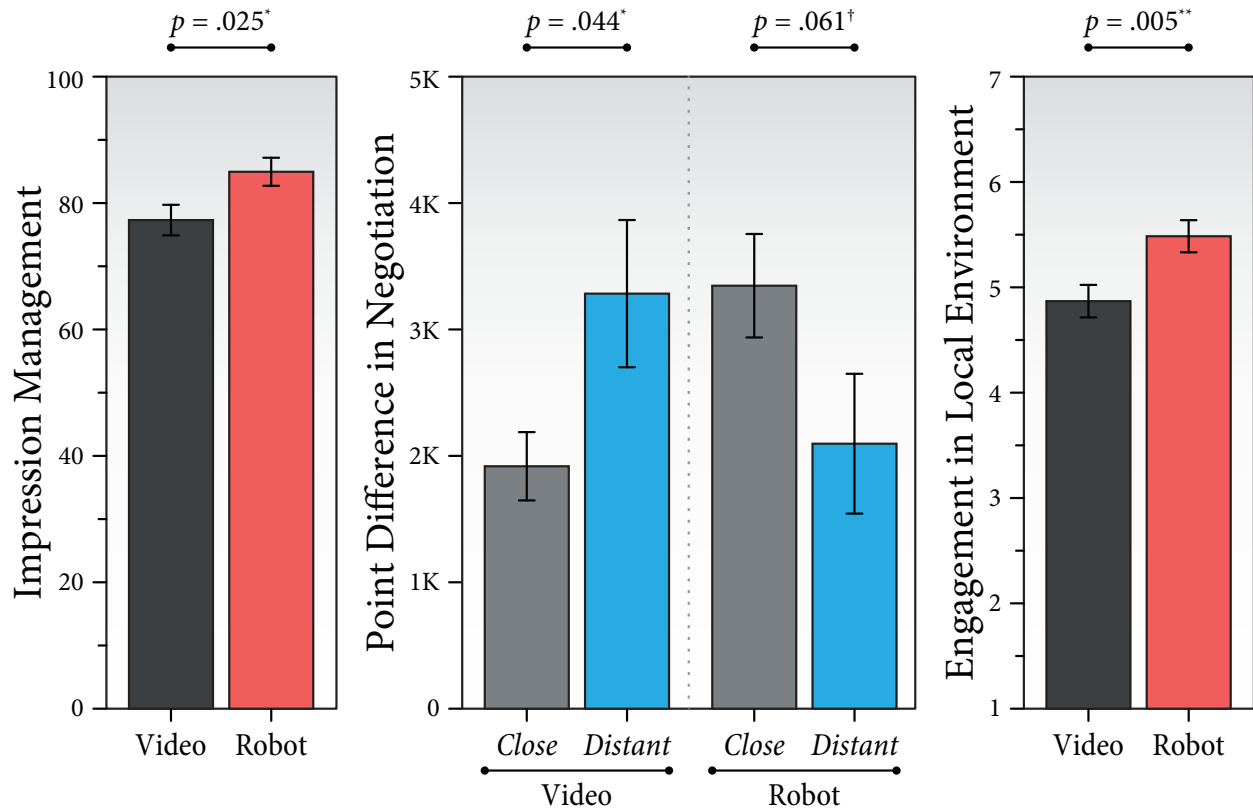 p = .025*
p = .044*
p = .061†
p = .005**
Impression Management
100
80
60
40
20
0
Video
Robot
Point Difference in Negotiation
5K
4K
3K
2K
1K
0
Close
Distant
Close
Distant
Video
Robot
Engagement in Local Environment
7
6
5
4
3
2
1
Video
Robot